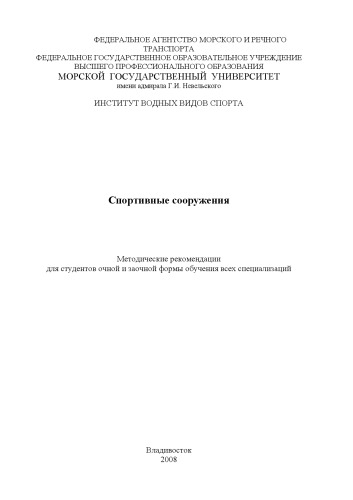 ФЕДЕРАЛЬНОЕ АГЕНТСТВО МОРСКОГО И РЕЧНОГО
ТРАНСПОРТА
ФЕДЕРАЛЬНОЕ ГОСУДАРСТВЕННОЕ ОБРАЗОВАТЕЛЬНОЕ УЧРЕЖДЕНИЕ
ВЫСШЕГО ПРОФЕССИОНАЛЬНОГО ОБРАЗОВАНИЯ
МОРСКОЙ ГОСУДАРСТВЕННЫЙ УНИВЕРСИТЕТ
имени адмирала Г.И. Невельского
ИНСТИТУТ ВОДНЫХ ВИДОВ СПОРТА
Спортивные сооружения
Методические рекомендации
для студентов очной и заочной формы обучения всех специализаций
Владивосток
2008